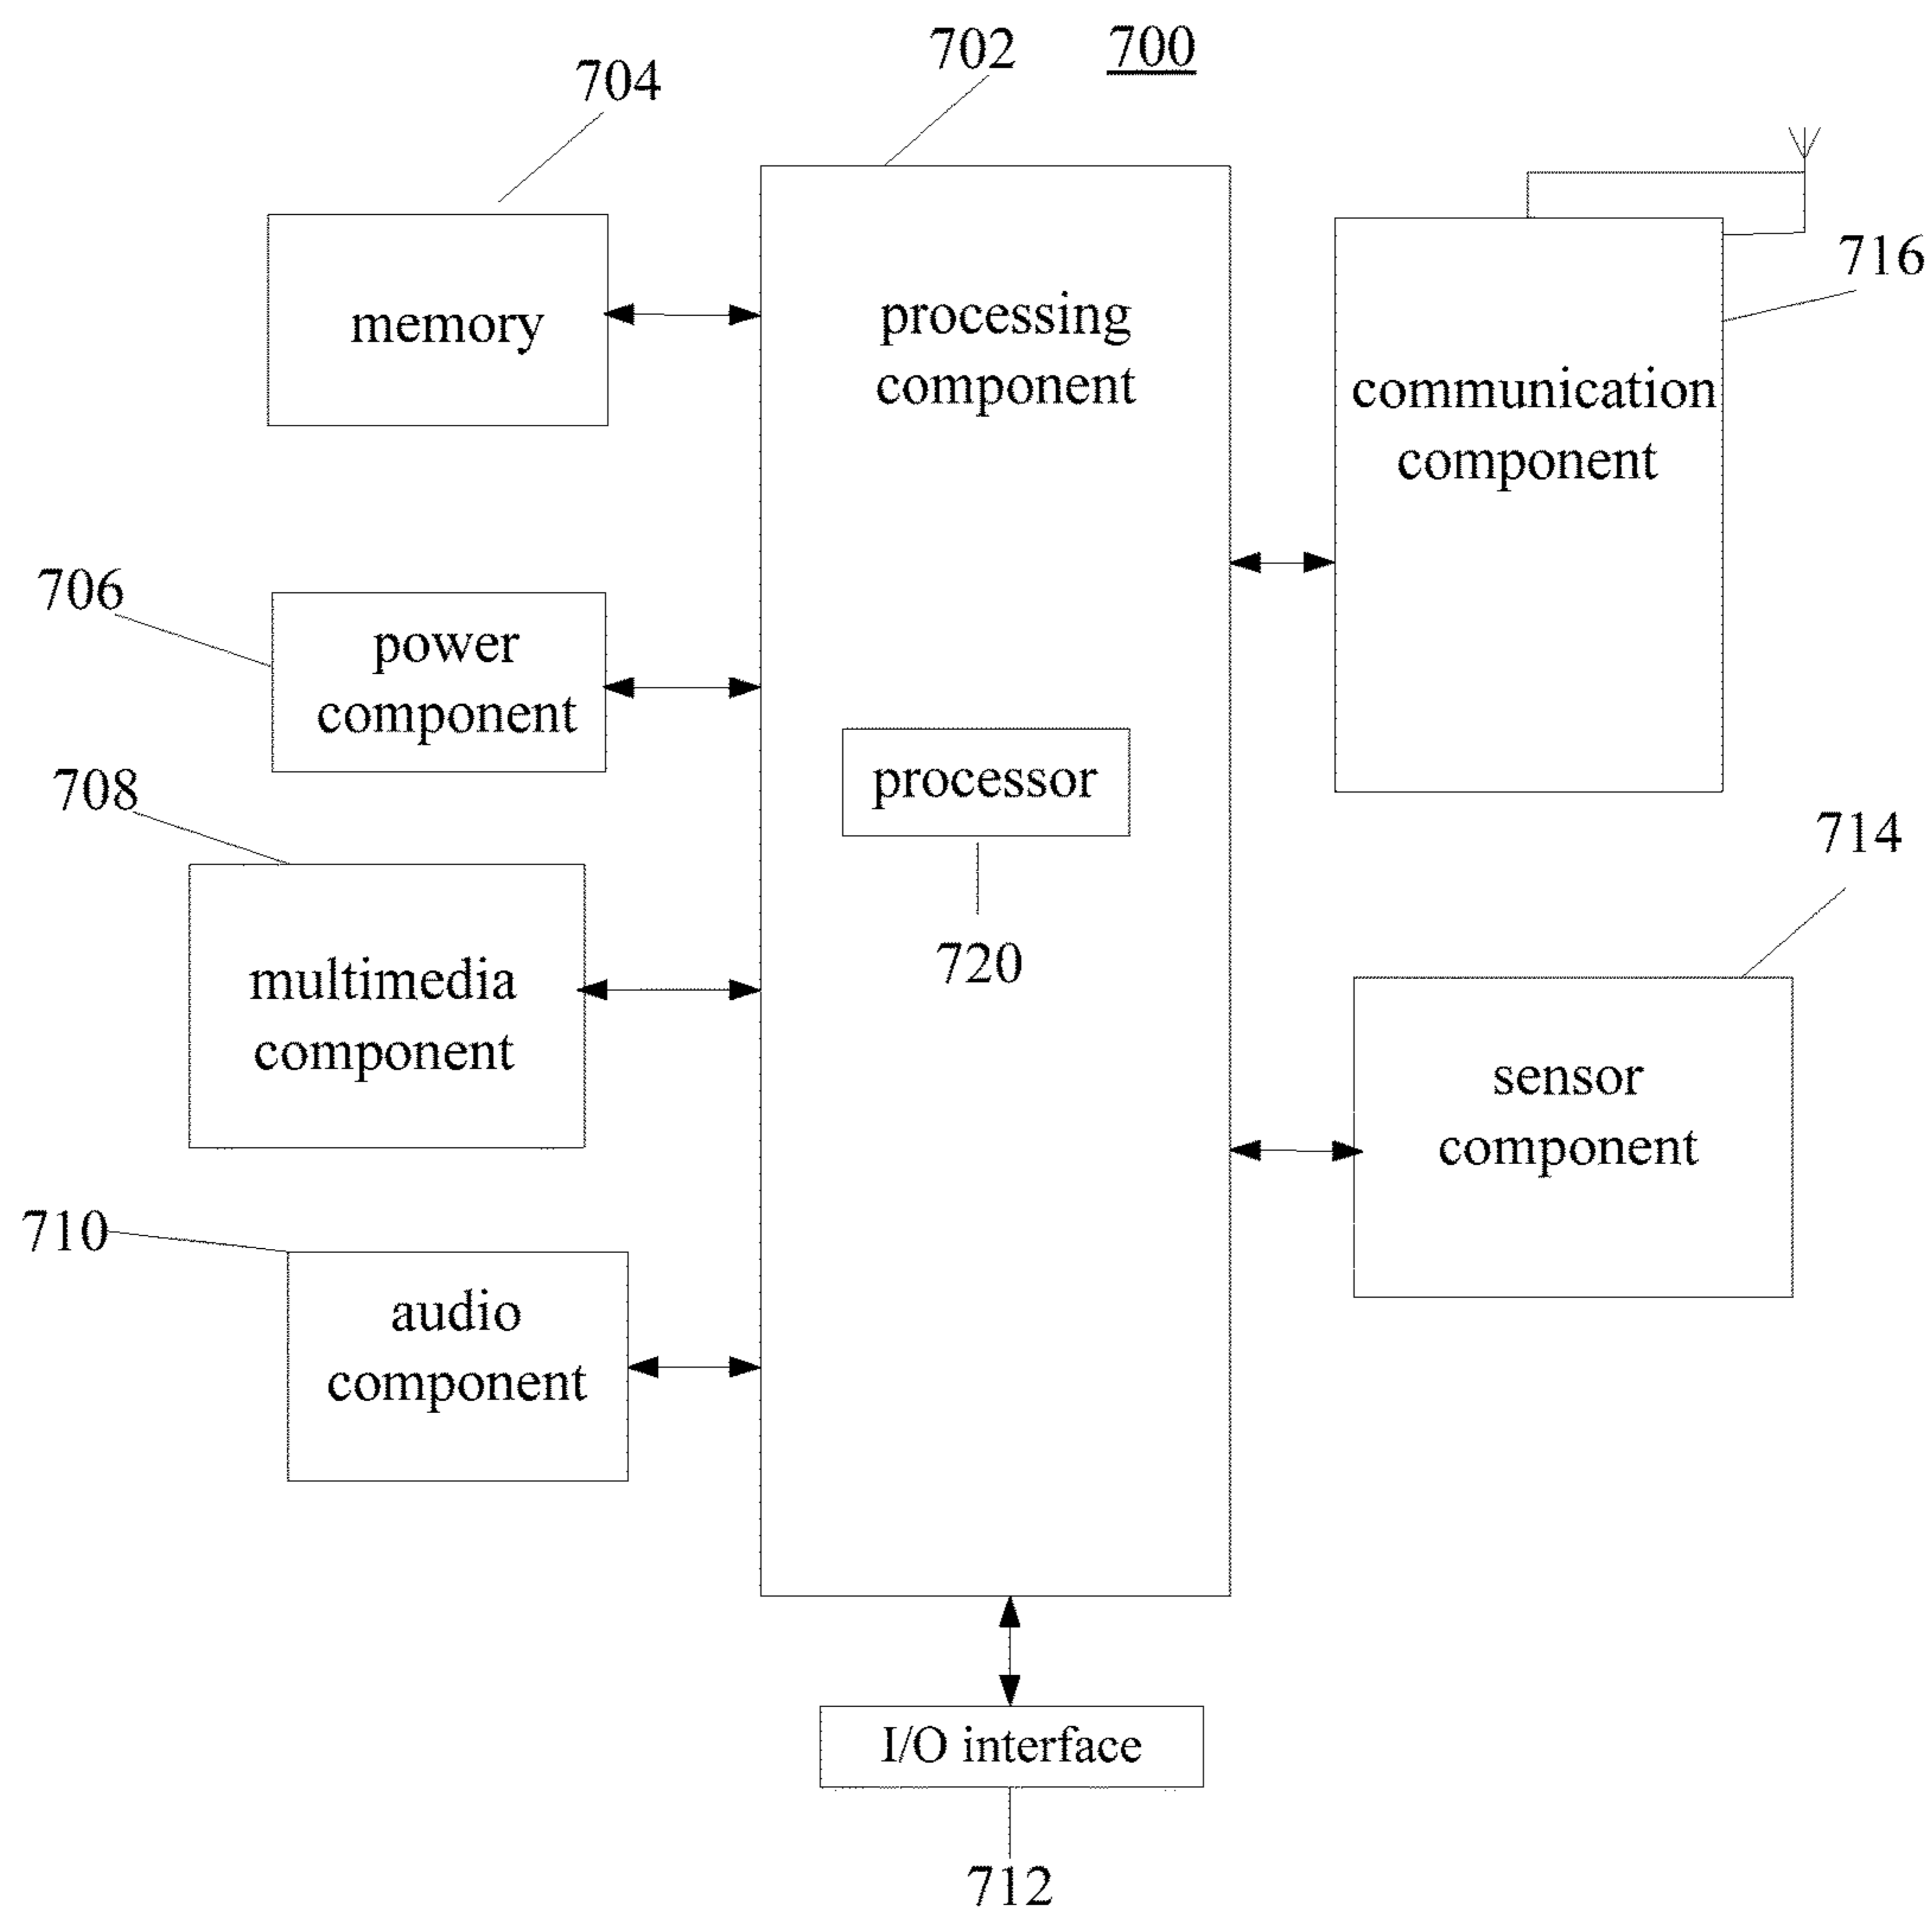 702
700
704
716
memory
processing
component
communication
component
706
power
component
processor
708
714
720
multimedia
component
sensor
component
710
audio
component
I/O interface
712